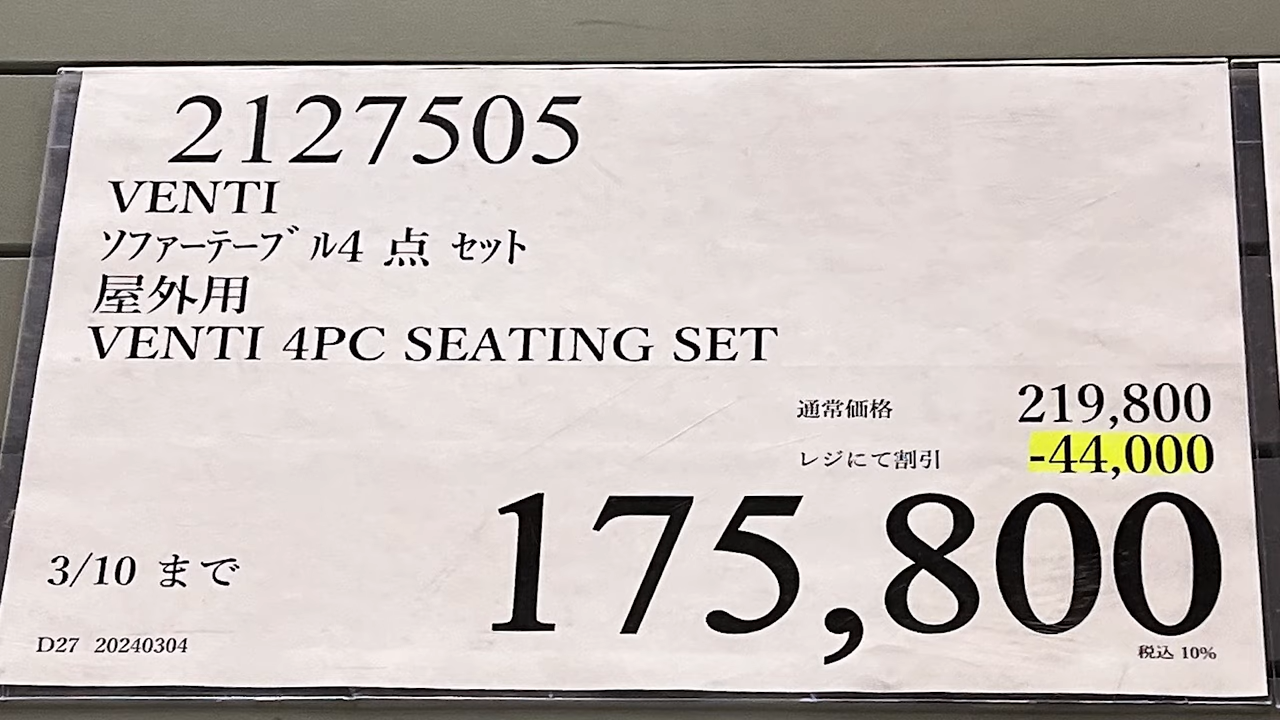 2127505
VENTI
ソファーテーブル4 点 セット
屋外用
VENTI 4PC SEATING SET
通常価格 219,800
レジにて割引 -44,000
175,800
3/10 まで
税込 10%
D27 20240304